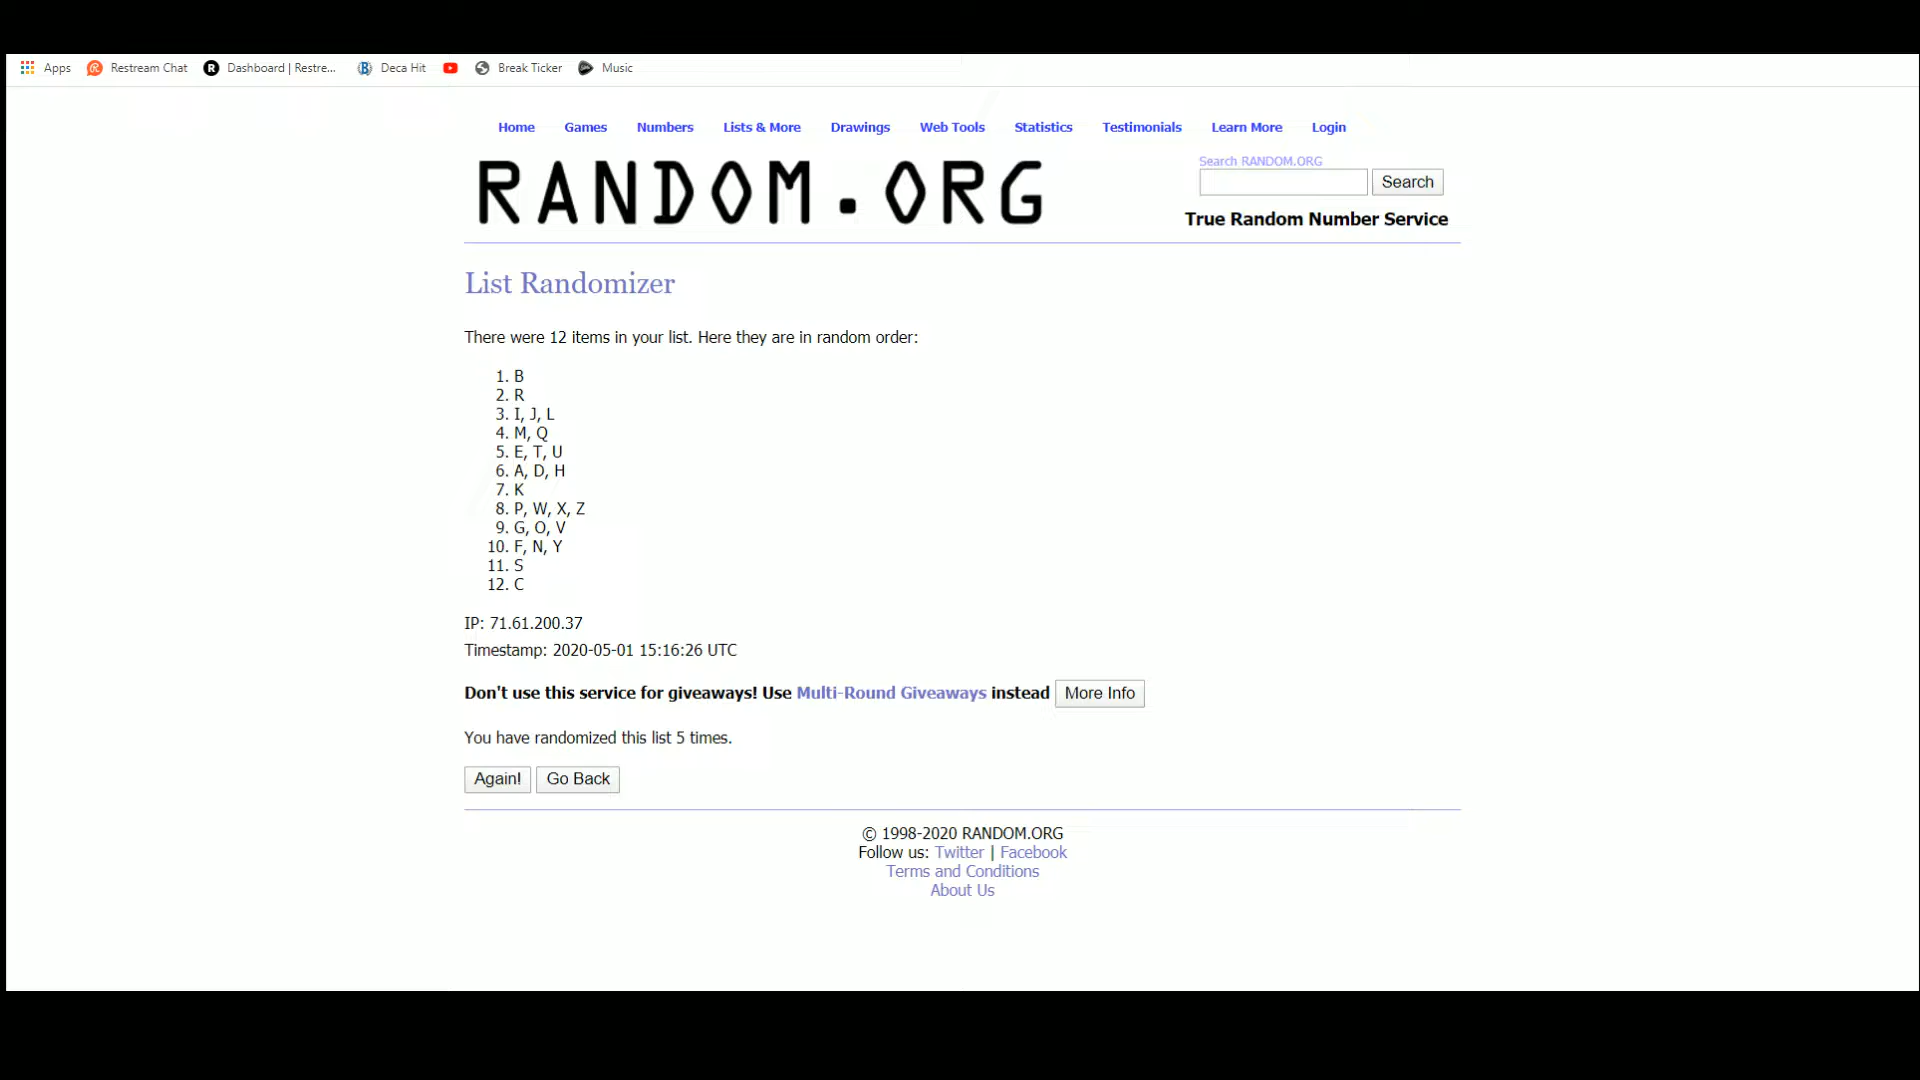 Apps Restream Chat Dashboard | Restre... Deca Hit Break Ticker Music
Home Games Numbers Lists & More Drawings Web Tools Statistics Testimonials Learn More Login
RANDOM.ORG
Search RANDOM.ORG
Search
True Random Number Service
List Randomizer
There were 12 items in your list. Here they are in random order:
1. B
2. R
3. I, J, L
4. M, Q
5. E, T, U
6. A, D, H
7. K
8. P, W, X, Z
9. G, O, V
10. F, N, Y
11. S
12. C
IP: 71.61.200.37
Timestamp: 2020-05-01 15:16:26 UTC
Don't use this service for giveaways! Use Multi-Round Giveaways instead More Info
You have randomized this list 5 times.
Again! Go Back
© 1998-2020 RANDOM.ORG
Follow us: Twitter | Facebook
Terms and Conditions
About Us